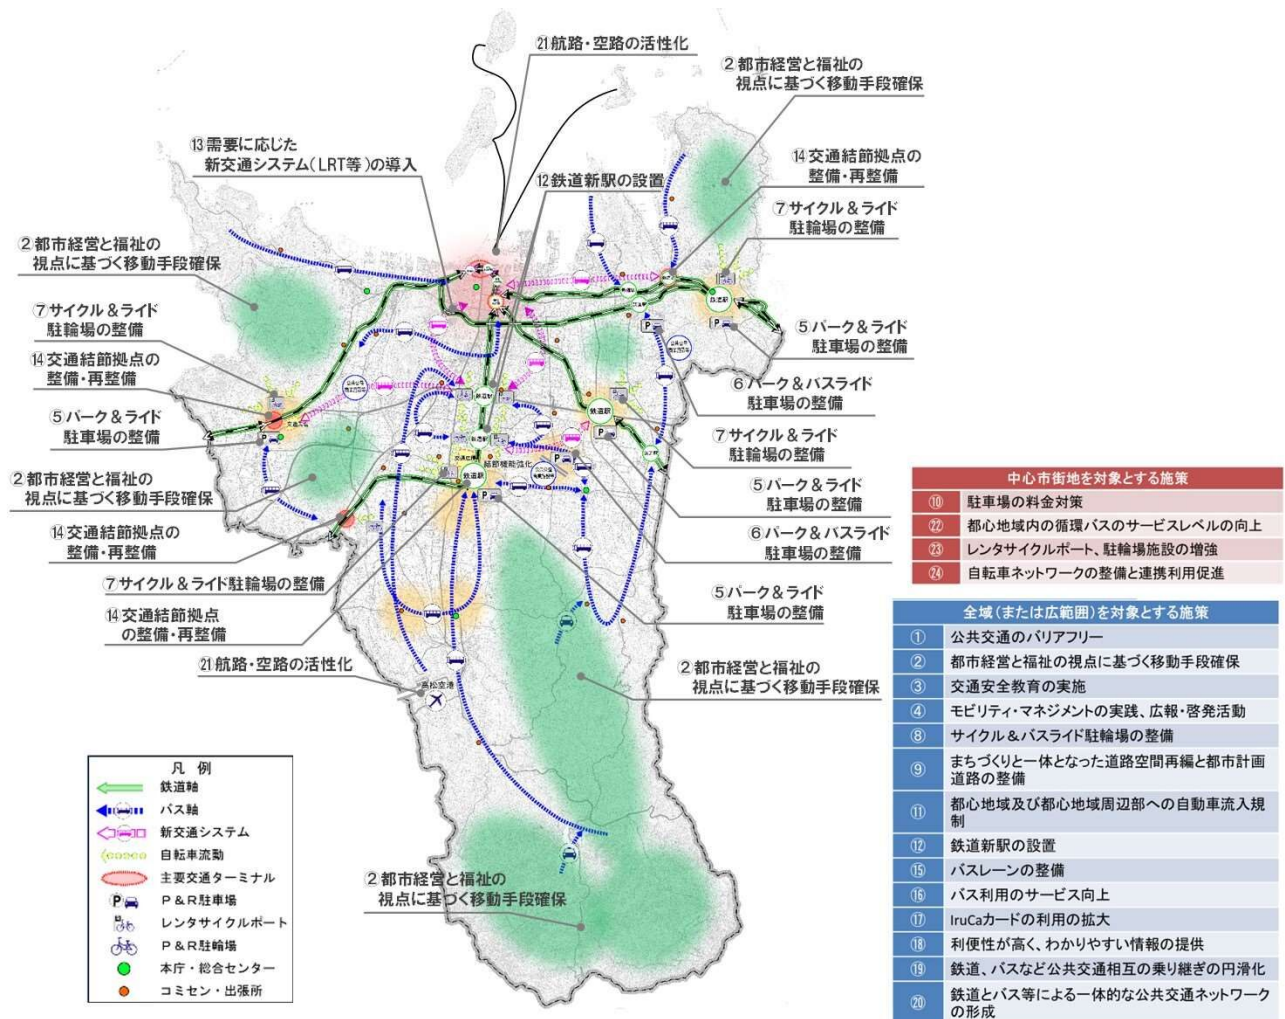 ㉑航路・空路の活性化
②都市経営と福祉の
視点に基づく移動手段確保
⑬需要に応じた
新交通システム(LRT等)の導入
⑫鉄道新駅の設置
⑭交通結節拠点の
整備・再整備
⑦サイクル&ライド
駐輪場の整備
②都市経営と福祉の
視点に基づく移動手段確保
⑦サイクル&ライド
駐輪場の整備
⑭交通結節拠点の
整備・再整備
⑤パーク&ライド
駐車場の整備
②都市経営と福祉の
視点に基づく移動手段確保
⑭交通結節拠点の
整備・再整備
⑦サイクル&ライド駐輪場の整備
⑭交通結節拠点
の整備・再整備
㉑航路・空路の活性化
高松空港
鉄道駅
鉄道駅
鉄道駅
結節機能強化
⑤パーク&ライド
駐車場の整備
⑥パーク&バスライド
駐車場の整備
⑦サイクル&ライド
駐輪場の整備
⑤パーク&ライド
駐車場の整備
⑥パーク&バスライド
駐車場の整備
⑤パーク&ライド
駐車場の整備
②都市経営と福祉の
視点に基づく移動手段確保
②都市経営と福祉の
視点に基づく移動手段確保
凡 例
鉄道軸
バス軸
新交通システム
自転車流動
主要交通ターミナル
P&R駐車場
レンタサイクルポート
P&R駐輪場
本庁・総合センター
コミセン・出張所
中心市街地を対象とする施策
⑩ 駐車場の料金対策
㉒ 都心地域内の循環バスのサービスレベルの向上
㉓ レンタサイクルポート、駐輪場施設の増強
㉔ 自転車ネットワークの整備と連携利用促進
全域(または広範囲)を対象とする施策
① 公共交通のバリアフリー
② 都市経営と福祉の視点に基づく移動手段確保
③ 交通安全教育の実施
④ モビリティ・マネジメントの実践、広報・啓発活動
⑧ サイクル&バスライド駐輪場の整備
⑨ まちづくりと一体となった道路空間再編と都市計画
道路の整備
⑪ 都心地域及び都心地域周辺部への自動車流入規
制
⑫ 鉄道新駅の設置
⑮ バスレーンの整備
⑯ バス利用のサービス向上
⑰ IruCaカードの利用の拡大
⑱ 利便性が高く、わかりやすい情報の提供
⑲ 鉄道、バスなど公共交通相互の乗り継ぎの円滑化
⑳ 鉄道とバス等による一体的な公共交通ネットワーク
の形成